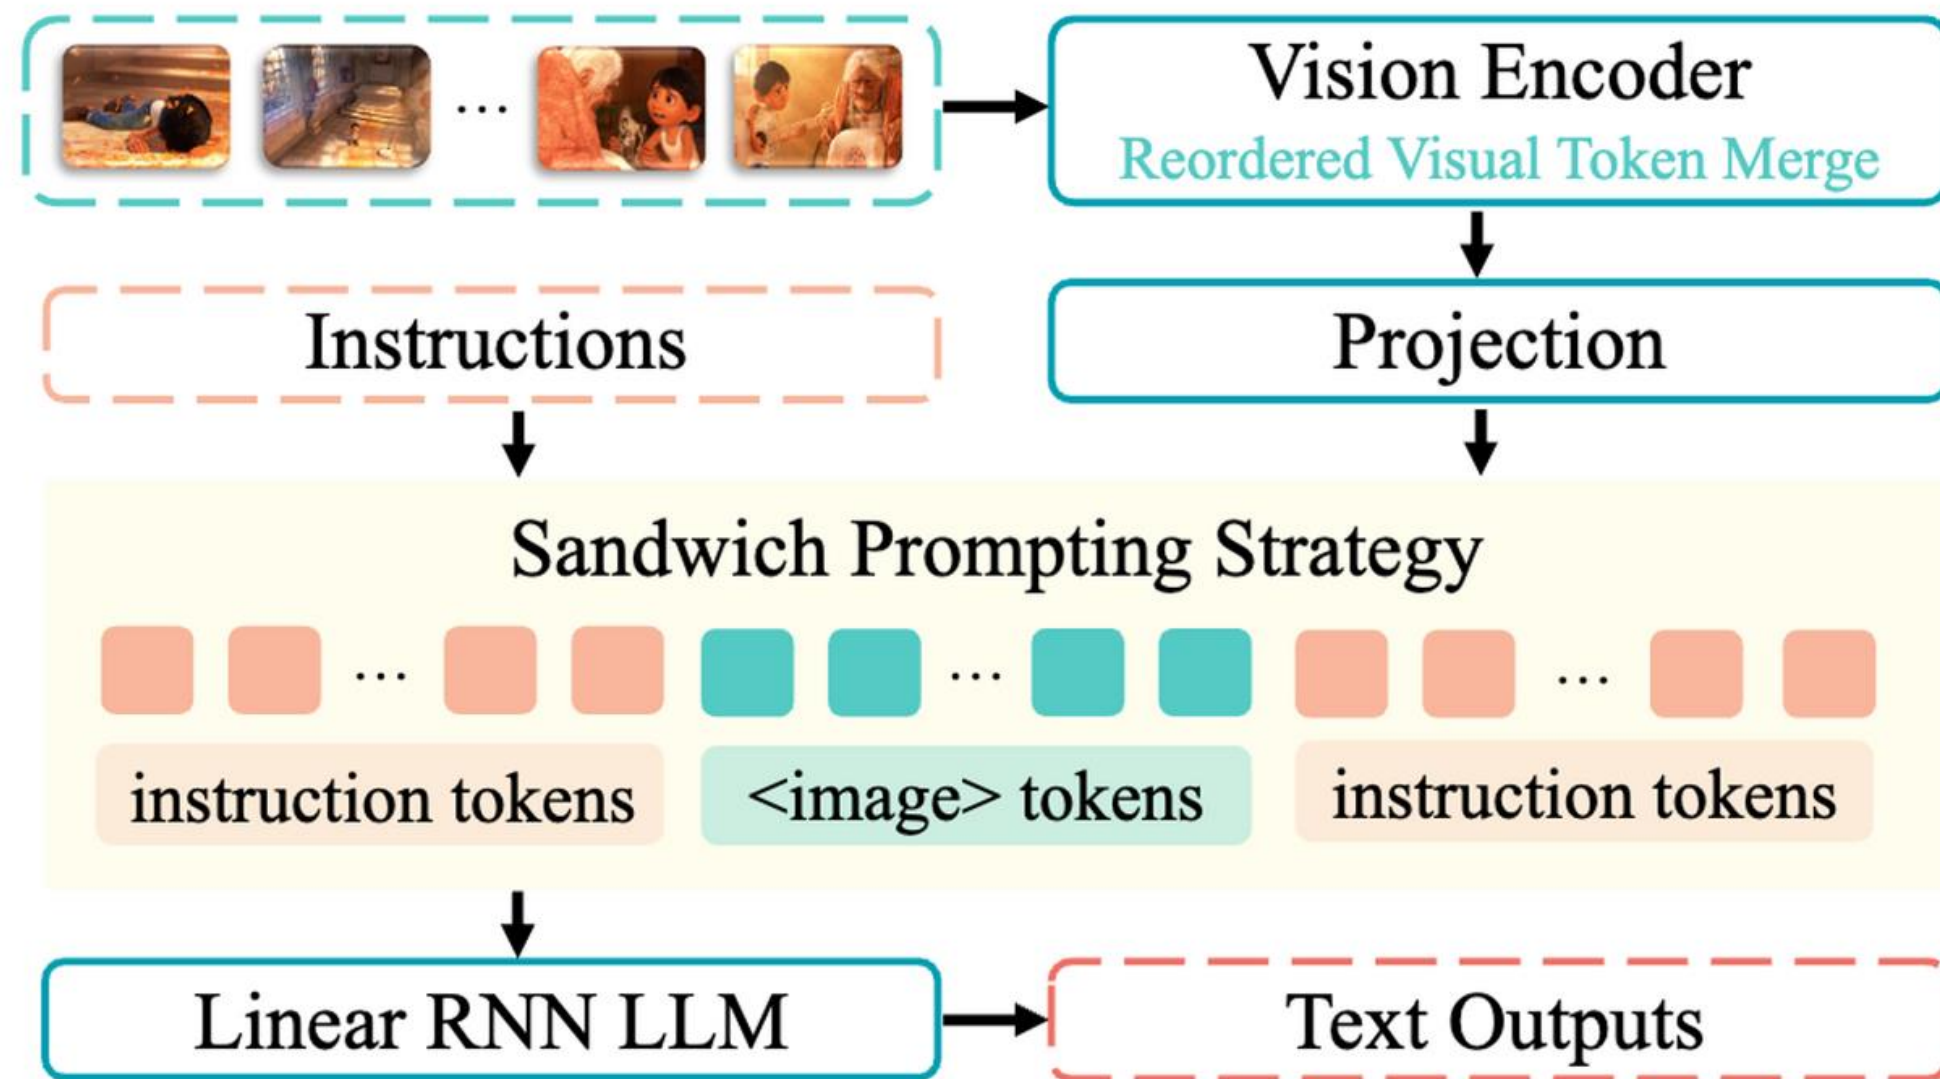 ...
Vision Encoder
Reordered Visual Token Merge
Instructions
Projection
Sandwich Prompting Strategy
... ... ...
instruction tokens
<image> tokens
instruction tokens
Linear RNN LLM
Text Outputs